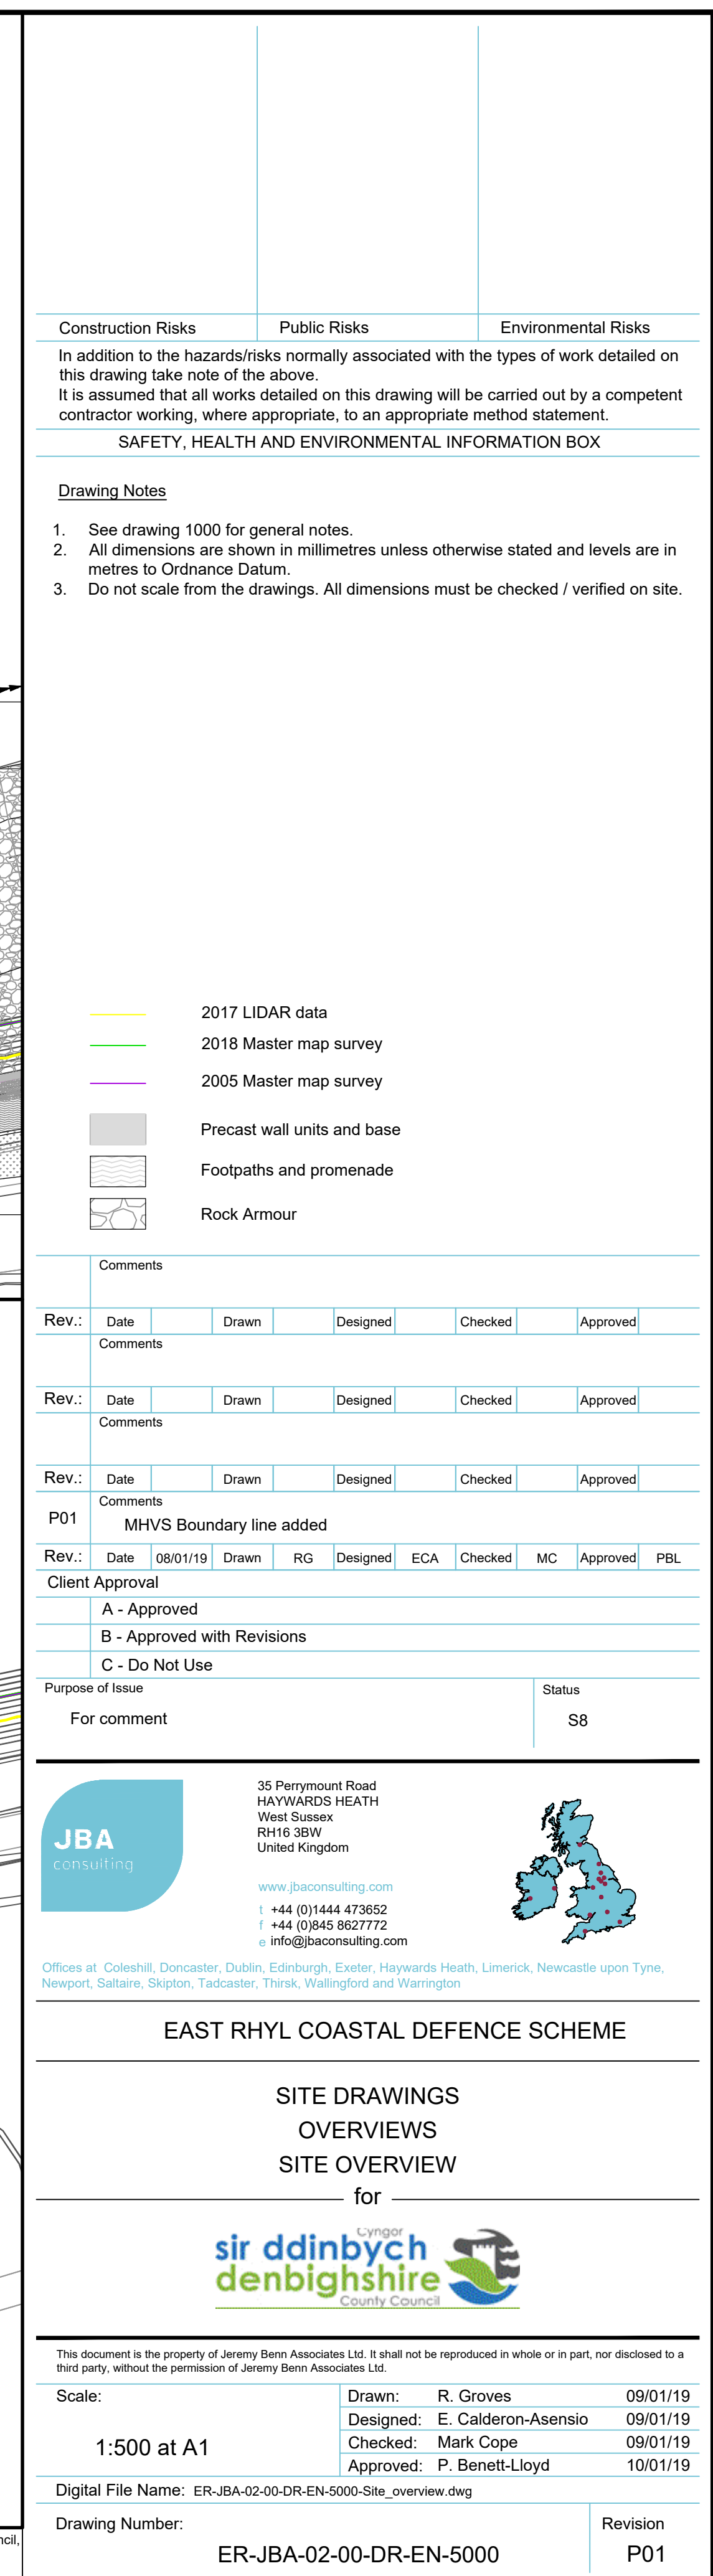 Construction Risks
Public Risks
Environmental Risks
In addition to the hazards/risks normally associated with the types of work detailed on
this drawing take note of the above.
It is assumed that all works detailed on this drawing will be carried out by a competent
contractor working, where appropriate, to an appropriate method statement.
SAFETY, HEALTH AND ENVIRONMENTAL INFORMATION BOX
Drawing Notes
1. See drawing 1000 for general notes.
2. All dimensions are shown in millimetres unless otherwise stated and levels are in
metres to Ordnance Datum.
3. Do not scale from the drawings. All dimensions must be checked / verified on site.
2017 LIDAR data
2018 Master map survey
2005 Master map survey
Precast wall units and base
Footpaths and promenade
Rock Armour
Comments
Rev.: Date Drawn Designed Checked Approved
Comments
Rev.: Date Drawn Designed Checked Approved
Comments
Rev.: Date Drawn Designed Checked Approved
Comments
P01
MHVS Boundary line added
Rev.: Date 08/01/19 Drawn RG Designed ECA Checked MC Approved PBL
Client Approval
A - Approved
B - Approved with Revisions
C - Do Not Use
Purpose of Issue
Status
For comment
S8
JBA
consulting
35 Perrymount Road
HAYWARDS HEATH
West Sussex
RH16 3BW
United Kingdom
www.jbaconsulting.com
t +44 (0)1444 473652
f +44 (0)845 8627772
e info@jbaconsulting.com
Offices at Coleshill, Doncaster, Dublin, Edinburgh, Exeter, Haywards Heath, Limerick, Newcastle upon Tyne,
Newport, Saltaire, Skipton, Tadcaster, Thirsk, Wallingford and Warrington
EAST RHYL COASTAL DEFENCE SCHEME
SITE DRAWINGS
OVERVIEWS
SITE OVERVIEW
for
Cyngor
sir ddinbych
denbighshire
County Council
This document is the property of Jeremy Benn Associates Ltd. It shall not be reproduced in whole or in part, nor disclosed to a
third party, without the permission of Jeremy Benn Associates Ltd.
Scale:
1:500 at A1
Drawn: R. Groves 09/01/19
Designed: E. Calderon-Asensio 09/01/19
Checked: Mark Cope 09/01/19
Approved: P. Benett-Lloyd 10/01/19
Digital File Name: ER-JBA-02-00-DR-EN-5000-Site_overview.dwg
Drawing Number:
Revision
ER-JBA-02-00-DR-EN-5000
P01